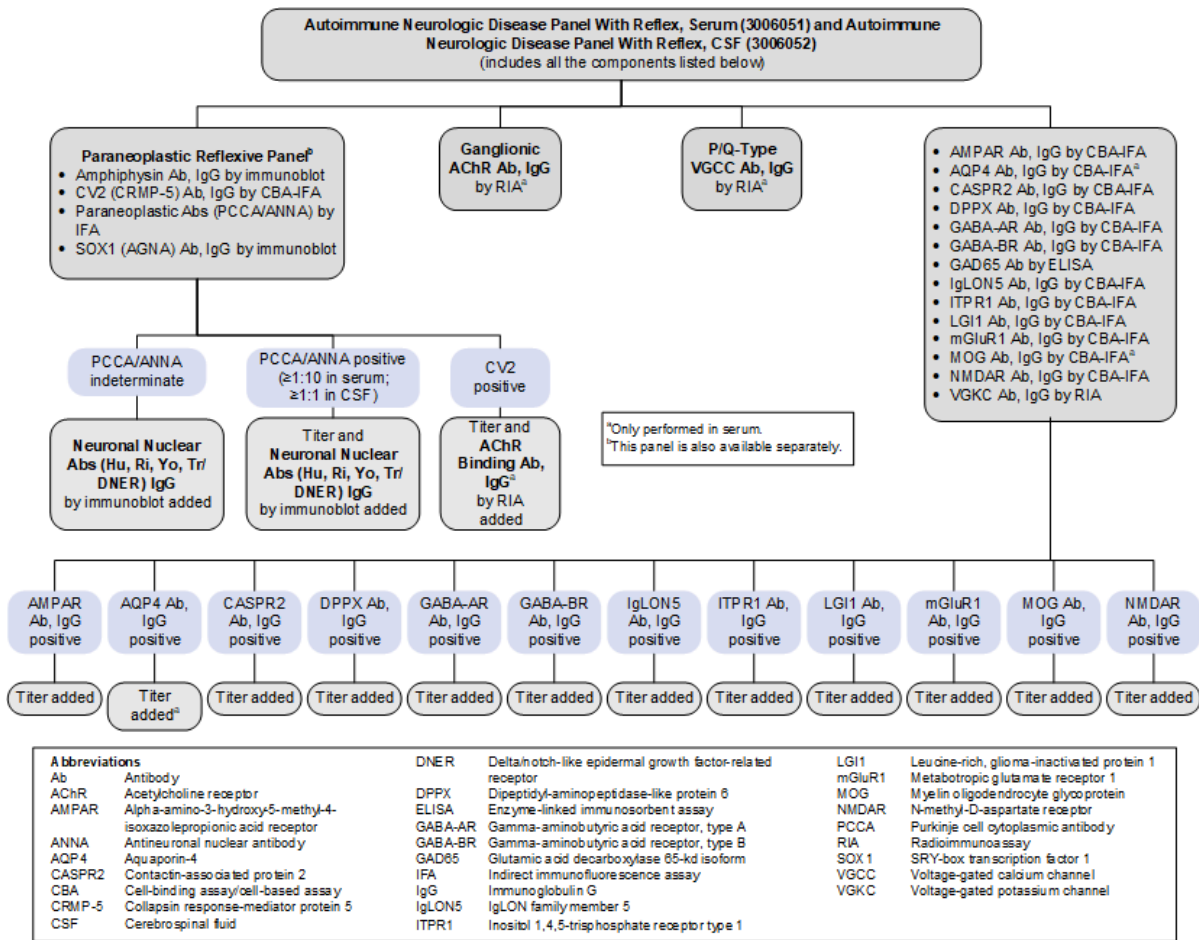 Autoimmune Neurologic Disease Panel With Reflex, Serum (3006051) and Autoimmune
Neurologic Disease Panel With Reflex, CSF (3006052)
(includes all the components listed below)
Paraneoplastic Reflexive Panelᵇ
• Amphiphysin Ab, IgG by immunoblot
• CV2 (CRMP-5) Ab, IgG by CBA-IFA
• Paraneoplastic Abs (PCCA/ANNA) by
IFA
• SOX1 (AGNA) Ab, IgG by immunoblot
Ganglionic
AChR Ab, IgG
by RIAᵃ
P/Q-Type
VGCC Ab, IgG
by RIAᵃ
• AMPAR Ab, IgG by CBA-IFA
• AQP4 Ab, IgG by CBA-IFAᵃ
• CASPR2 Ab, IgG by CBA-IFA
• DPPX Ab, IgG by CBA-IFA
• GABA-AR Ab, IgG by CBA-IFA
• GABA-BR Ab, IgG by CBA-IFA
• GAD65 Ab by ELISA
• IgLON5 Ab, IgG by CBA-IFA
• ITPR1 Ab, IgG by CBA-IFA
• LGI1 Ab, IgG by CBA-IFA
• mGluR1 Ab, IgG by CBA-IFA
• MOG Ab, IgG by CBA-IFAᵃ
• NMDAR Ab, IgG by CBA-IFA
• VGKC Ab, IgG by RIA
PCCA/ANNA
indeterminate
PCCA/ANNA positive
(≥1:10 in serum;
≥1:1 in CSF)
CV2
positive
Neuronal Nuclear
Abs (Hu, Ri, Yo, Tr/
DNER) IgG
by immunoblot added
Titer and
Neuronal Nuclear
Abs (Hu, Ri, Yo, Tr/
DNER) IgG
by immunoblot added
Titer and
AChR
Binding Ab,
IgGᵃ
by RIA
added
ᵃOnly performed in serum.
ᵇThis panel is also available separately.
AMPAR
Ab, IgG
positive
AQP4 Ab,
IgG
positive
CASPR2
Ab, IgG
positive
DPPX Ab,
IgG
positive
GABA-AR
Ab, IgG
positive
GABA-BR
Ab, IgG
positive
IgLON5
Ab, IgG
positive
ITPR1 Ab,
IgG
positive
LGI1 Ab,
IgG
positive
mGluR1
Ab, IgG
positive
MOG Ab,
IgG
positive
NMDAR
Ab, IgG
positive
Titer added
Titer
addedᵃ
Titer added
Titer added
Titer added
Titer added
Titer added
Titer added
Titer added
Titer added
Titer added
Titer added
Abbreviations
Ab Antibody
AChR Acetylcholine receptor
AMPAR Alpha-amino-3-hydroxy-5-methyl-4-
isoxazolepropionic acid receptor
ANNA Antineuronal nuclear antibody
AQP4 Aquaporin-4
CASPR2 Contactin-associated protein 2
CBA Cell-binding assay/cell-based assay
CRMP-5 Collapsin response-mediator protein 5
CSF Cerebrospinal fluid
DNER Delta/notch-like epidermal growth factor-related
receptor
DPPX Dipeptidyl-aminopeptidase-like protein 6
ELISA Enzyme-linked immunosorbent assay
GABA-AR Gamma-aminobutyric acid receptor, type A
GABA-BR Gamma-aminobutyric acid receptor, type B
GAD65 Glutamic acid decarboxylase 65-kd isoform
IFA Indirect immunofluorescence assay
IgG Immunoglobulin G
IgLON5 IgLON family member 5
ITPR1 Inositol 1,4,5-trisphosphate receptor type 1
LGI1 Leucine-rich, glioma-inactivated protein 1
mGluR1 Metabotropic glutamate receptor 1
MOG Myelin oligodendrocyte glycoprotein
NMDAR N-methyl-D-aspartate receptor
PCCA Purkinje cell cytoplasmic antibody
RIA Radioimmunoassay
SOX1 SRY-box transcription factor 1
VGCC Voltage-gated calcium channel
VGKC Voltage-gated potassium channel